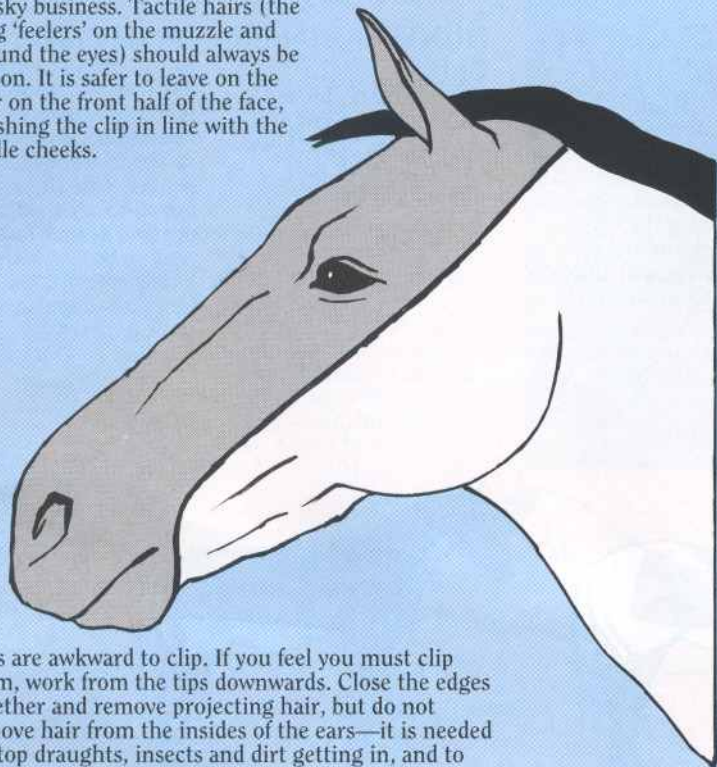 sky business. Tactile hairs (the
g ‘feelers’ on the muzzle and
und the eyes) should always be
on. It is safer to leave on the
r on the front half of the face,
shing the clip in line with the
lle cheeks.
s are awkward to clip. If you feel you must clip
m, work from the tips downwards. Close the edges
ether and remove projecting hair, but do not
ove hair from the insides of the ears—it is needed
top draughts, insects and dirt getting in, and to